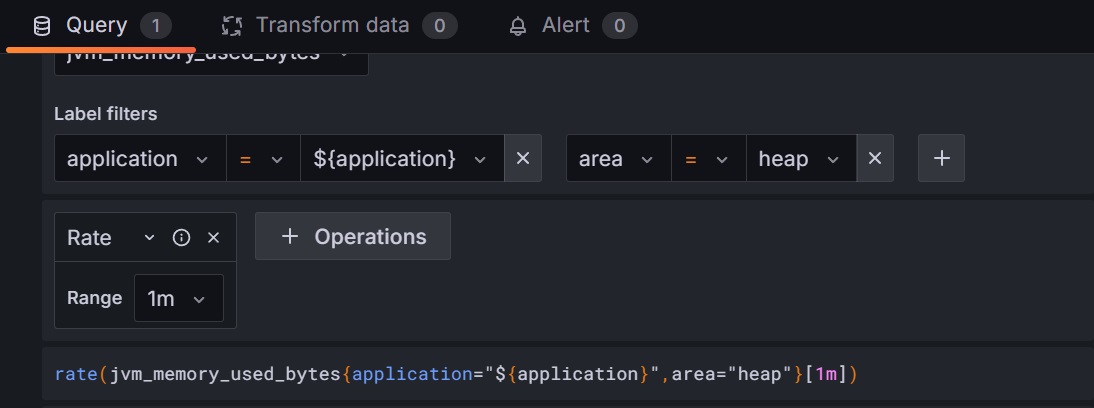 Query 1 Transform data 0 Alert 0
jvm_memory_used_bytes
Label filters
application = ${application} × area = heap × +
Rate ×
+ Operations
Range 1m
rate(jvm_memory_used_bytes{application="${application}",area="heap"}[1m])